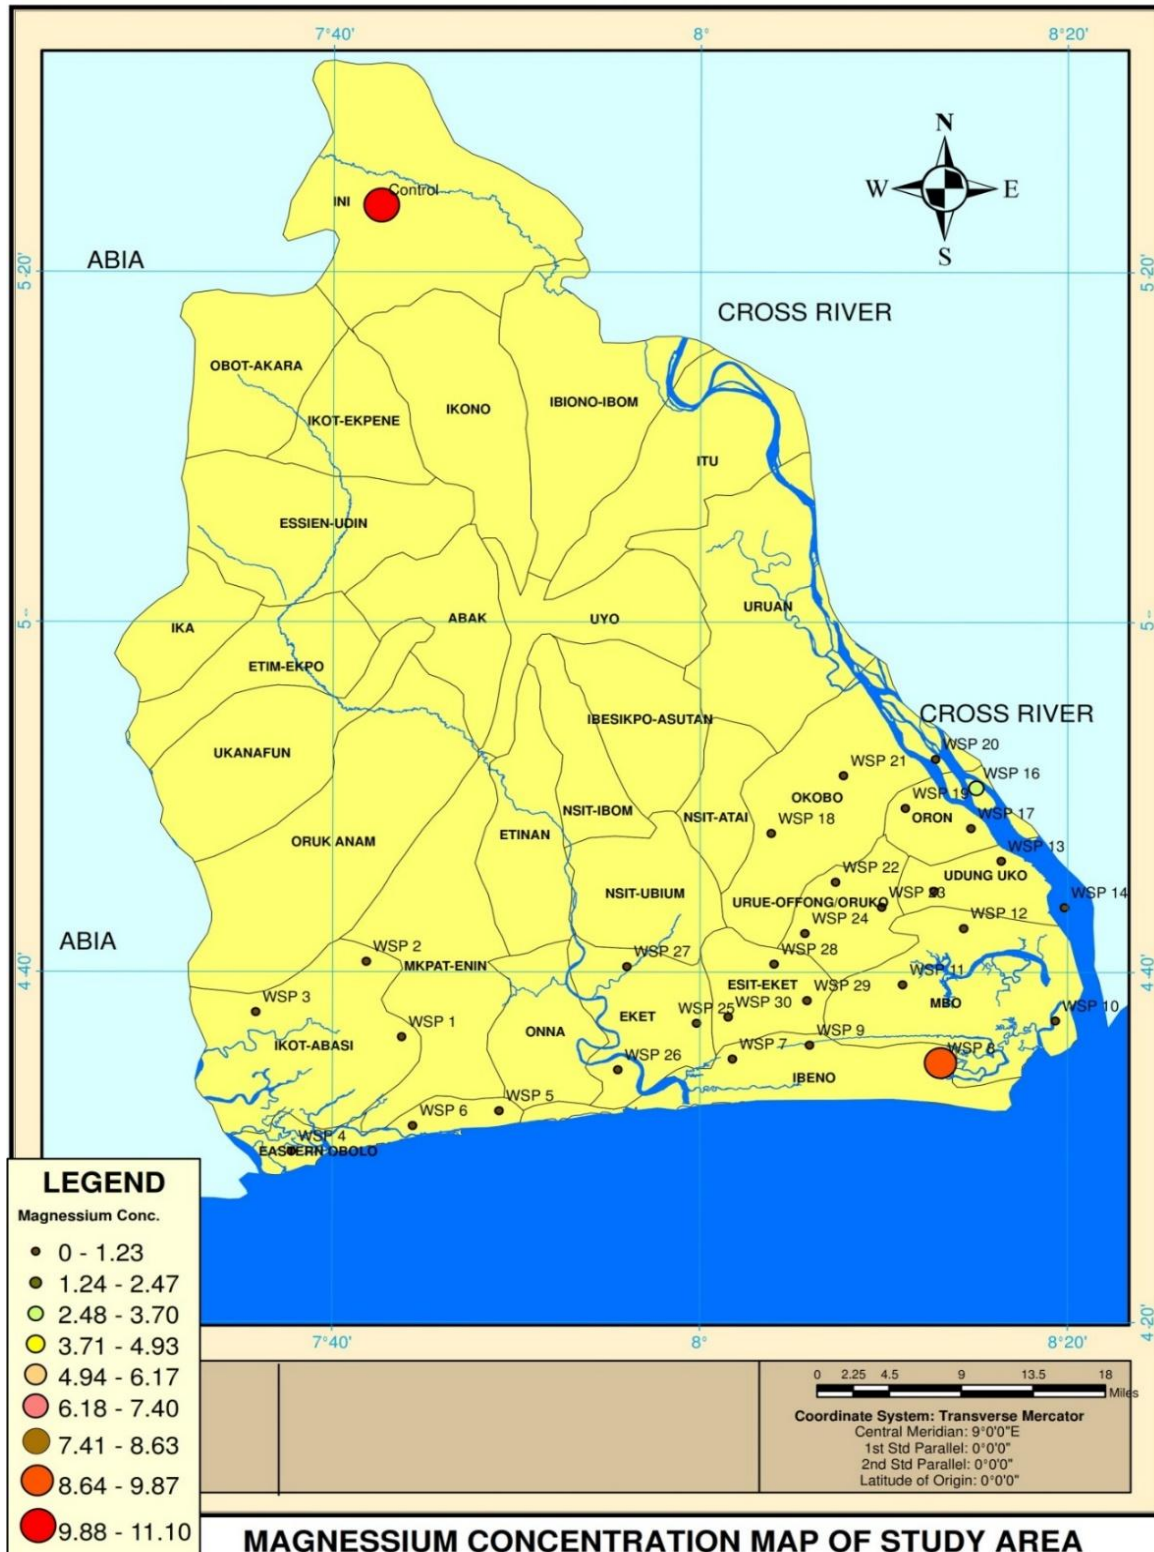 7°40'
8°
8°20'
N
W
E
S
Control
INI
ABIA
5°20'
5°20'
CROSS RIVER
OBOT-AKARA
IKOT-EKPENE
IKONO
IBIONO-IBOM
ITU
ESSIEN-UDIN
5--
ABAK
UYO
URUAN
5--
IKA
ETIM-EKPO
IBESIKPO-ASUTAN
CROSS RIVER
UKANAFUN
WSP 20
WSP 21
WSP 16
OKOBO
WSP 19
NSIT-IBOM
NSIT-ATAI
ORON
WSP 17
ORUK ANAM
ETINAN
WSP 18
WSP 13
WSP 22
UDUNG UKO
NSIT-UBIUM
URUE-OFFONG/ORUKO
WSP 23
WSP 14
WSP 24
WSP 12
ABIA
WSP 2
MKPAT-ENIN
WSP 27
WSP 28
4°40'
4°40'
WSP 11
ESIT-EKET
WSP 29
MBO
WSP 3
WSP 25
WSP 30
WSP 10
WSP 1
ONNA
EKET
IKOT-ABASI
WSP 26
WSP 7
WSP 9
WSP 8
IBENO
WSP 6
WSP 5
WSP 4
EASTERN OBOLO
4°20'
7°40'
8°
8°20'
LEGEND
Magnessium Conc.
0 - 1.23
1.24 - 2.47
2.48 - 3.70
3.71 - 4.93
4.94 - 6.17
6.18 - 7.40
7.41 - 8.63
8.64 - 9.87
9.88 - 11.10
0 2.25 4.5 9 13.5 18
Miles
Coordinate System: Transverse Mercator
Central Meridian: 9°0'0"E
1st Std Parallel: 0°0'0"
2nd Std Parallel: 0°0'0"
Latitude of Origin: 0°0'0"
MAGNESSIUM CONCENTRATION MAP OF STUDY AREA